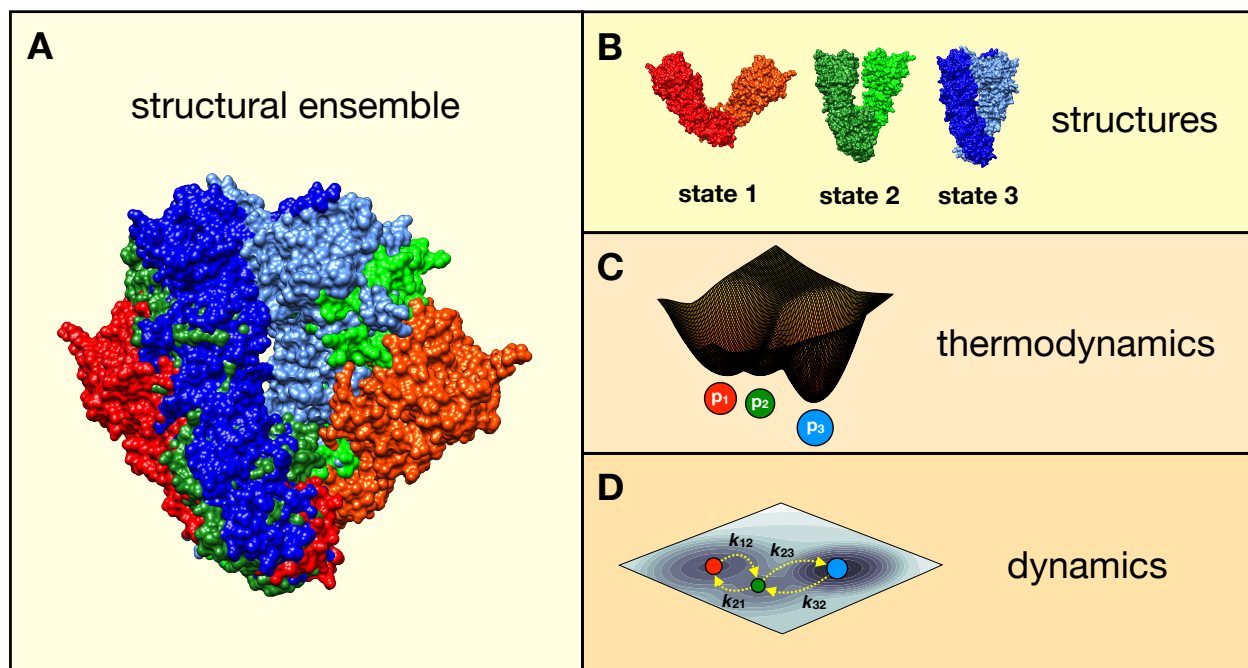 A
structural ensemble
B
structures
state 1
state 2
state 3
C
thermodynamics
p₁
p₂
p₃
D
dynamics
k₁₂
k₂₃
k₂₁
k₃₂